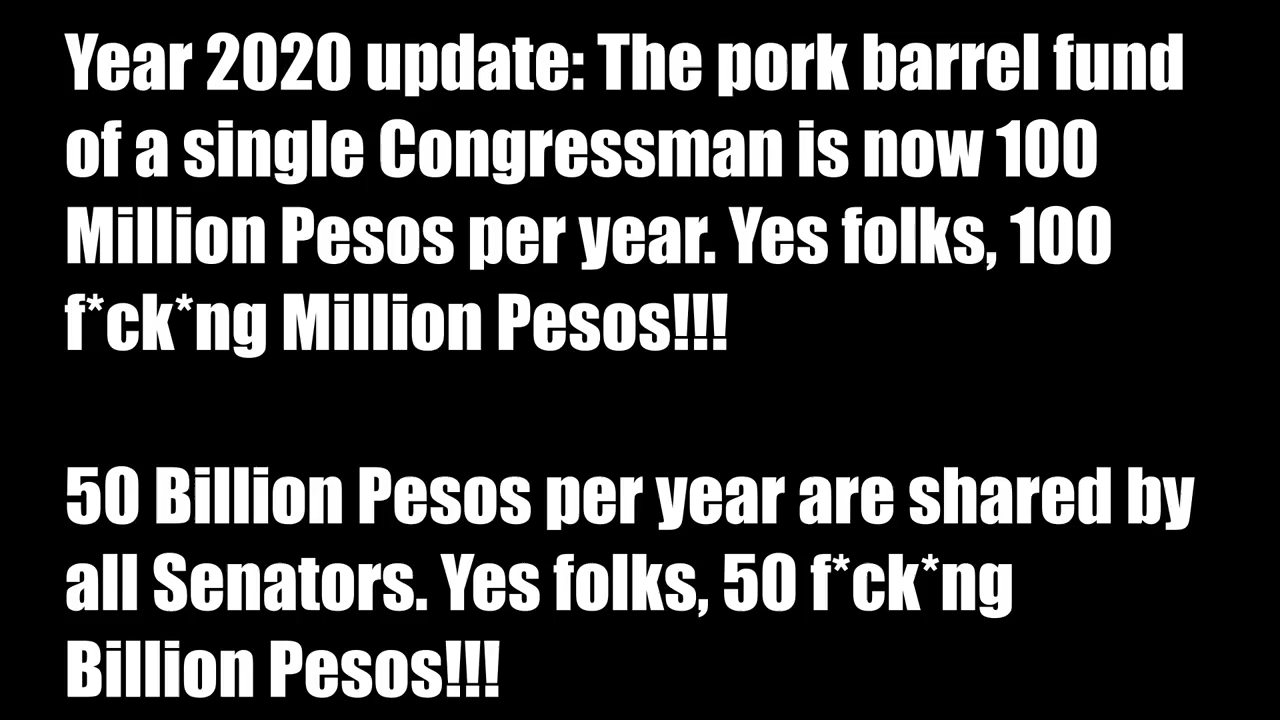 Year 2020 update: The pork barrel fund
of a single Congressman is now 100
Million Pesos per year. Yes folks, 100
f*ck*ng Million Pesos!!!
50 Billion Pesos per year are shared by
all Senators. Yes folks, 50 f*ck*ng
Billion Pesos!!!